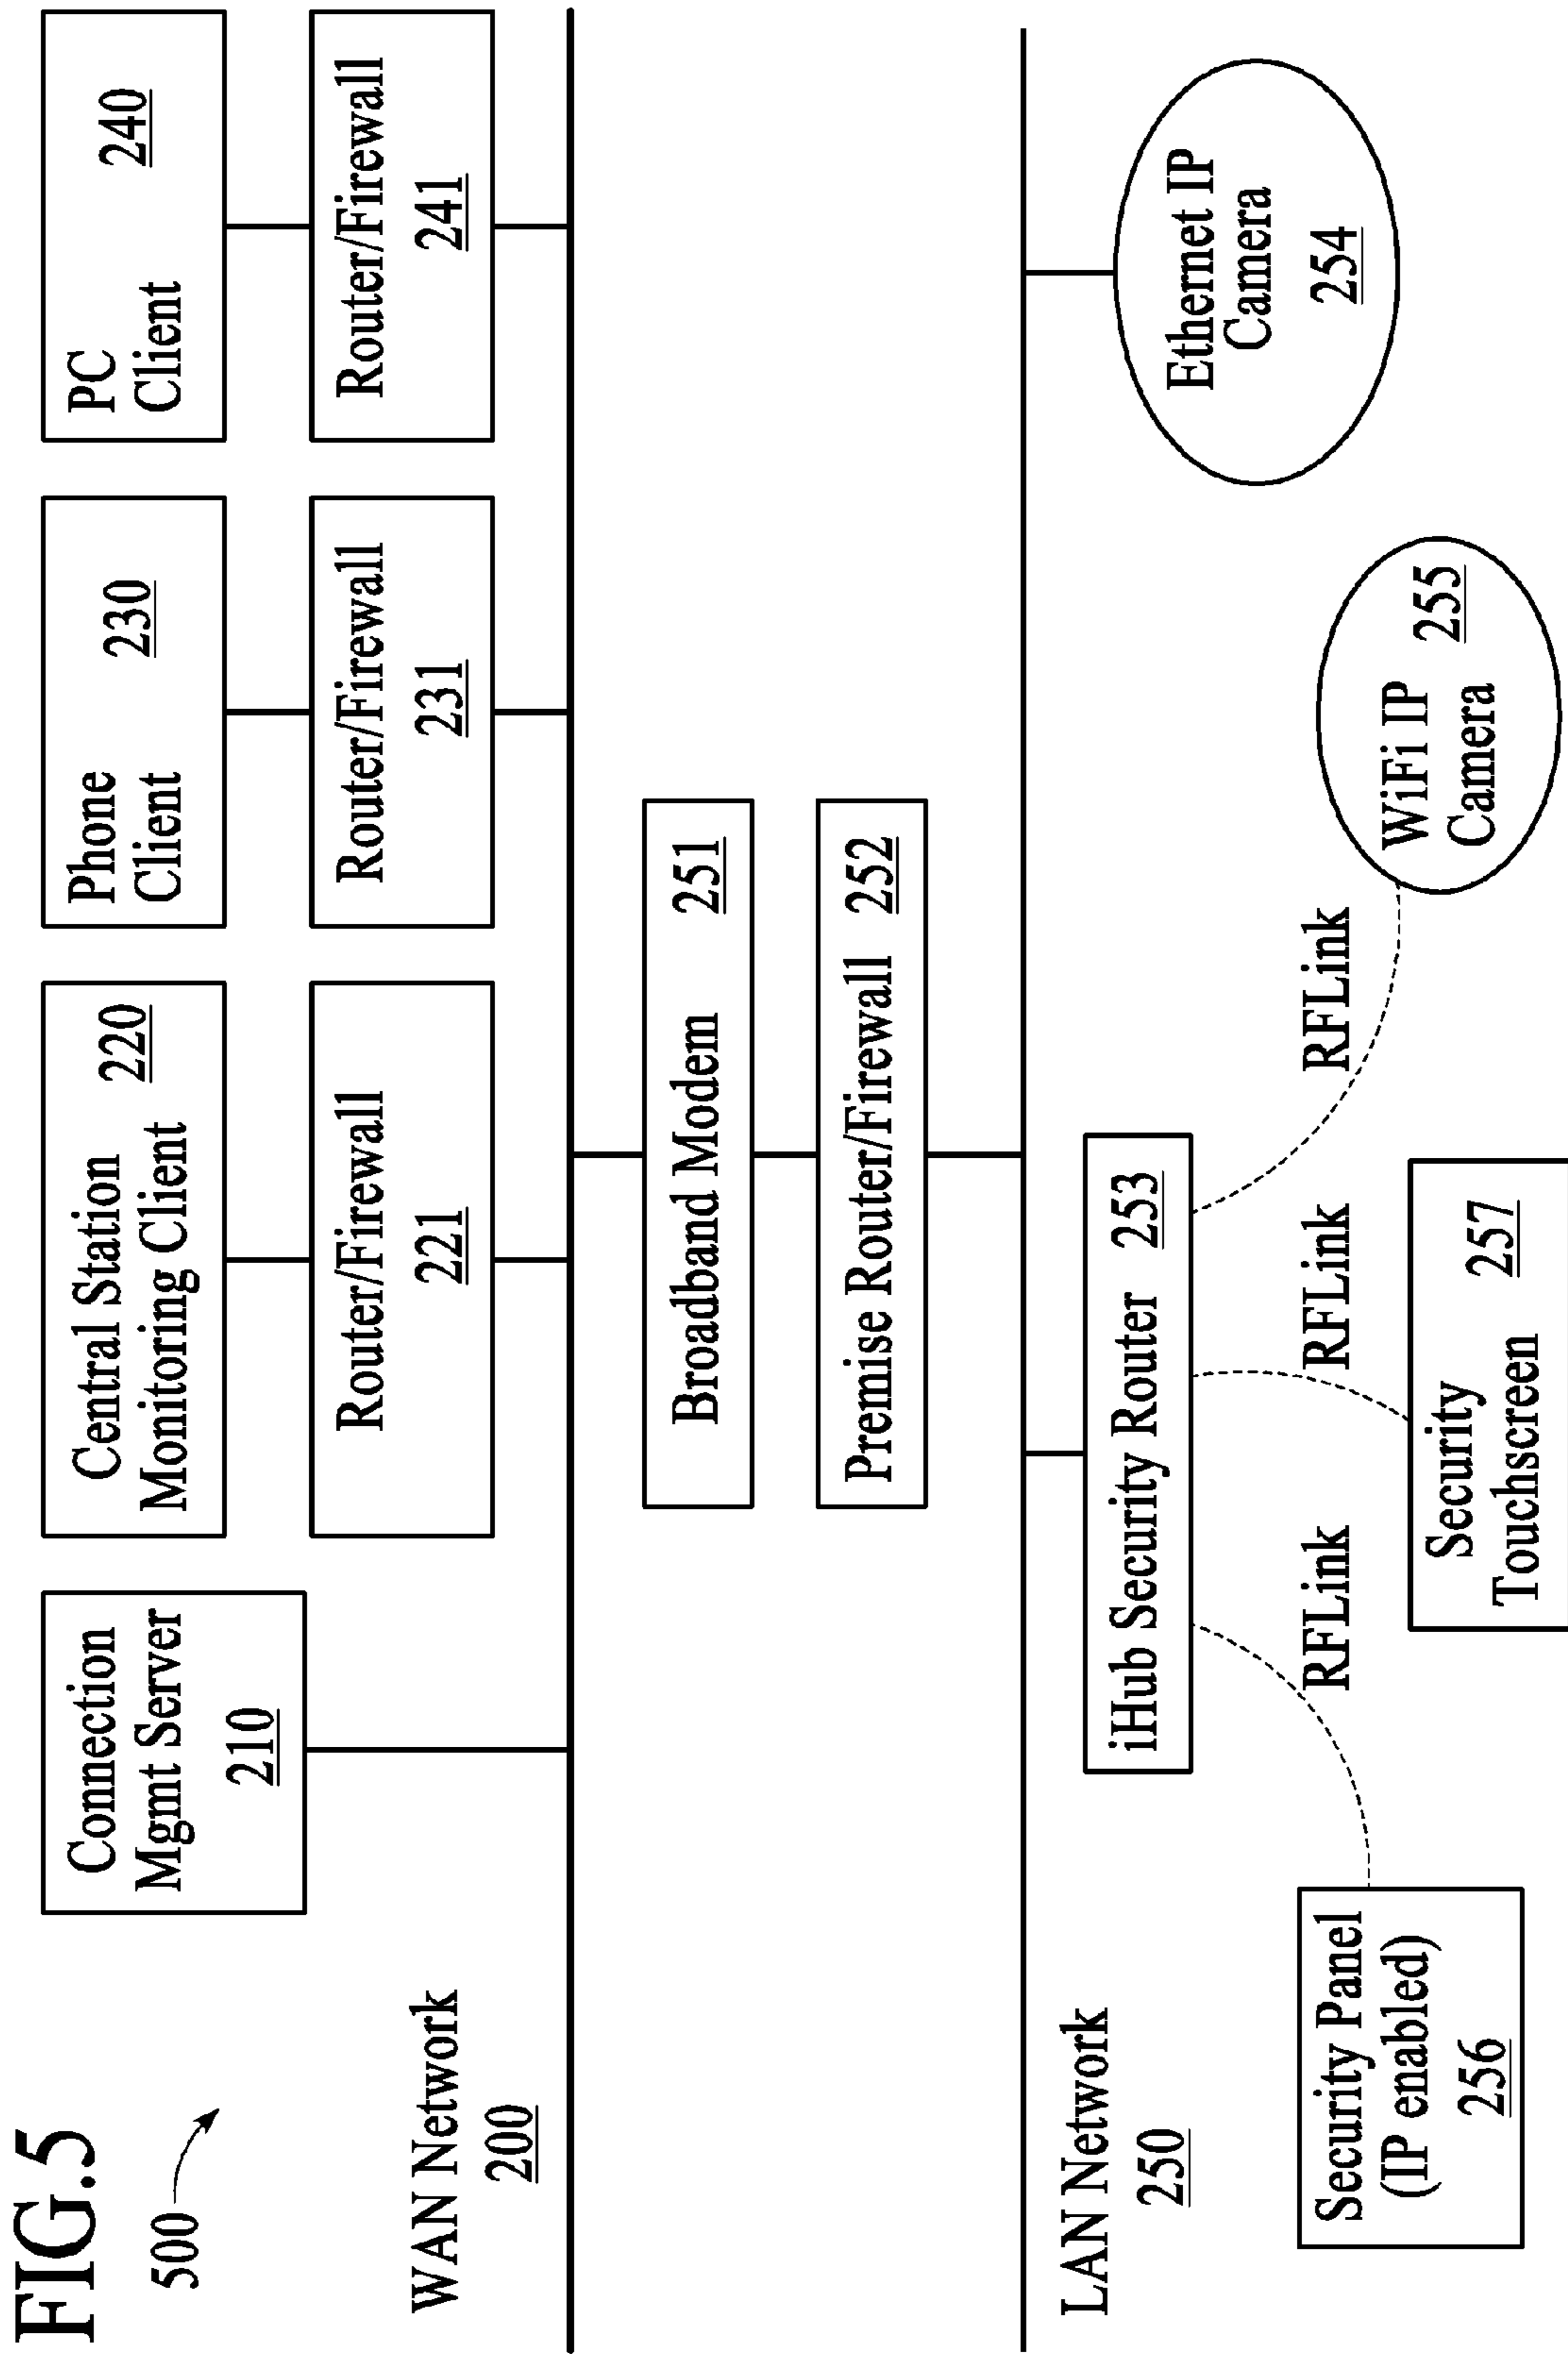 FIG.5
500
Connection
Mgmt Server
210
Central Station
Monitoring Client
220
Phone
Client
230
PC
Client
240
Router/Firewall
221
Router/Firewall
231
Router/Firewall
241
WAN Network
200
Broadband Modem 251
Premise Router/Firewall 252
LAN Network
250
iHub Security Router 253
Ethernet IP
Camera
254
RFLink
RFLink
RFLink
Security Panel
(IP enabled)
256
Security
Touchscreen
257
WiFi IP
Camera
255